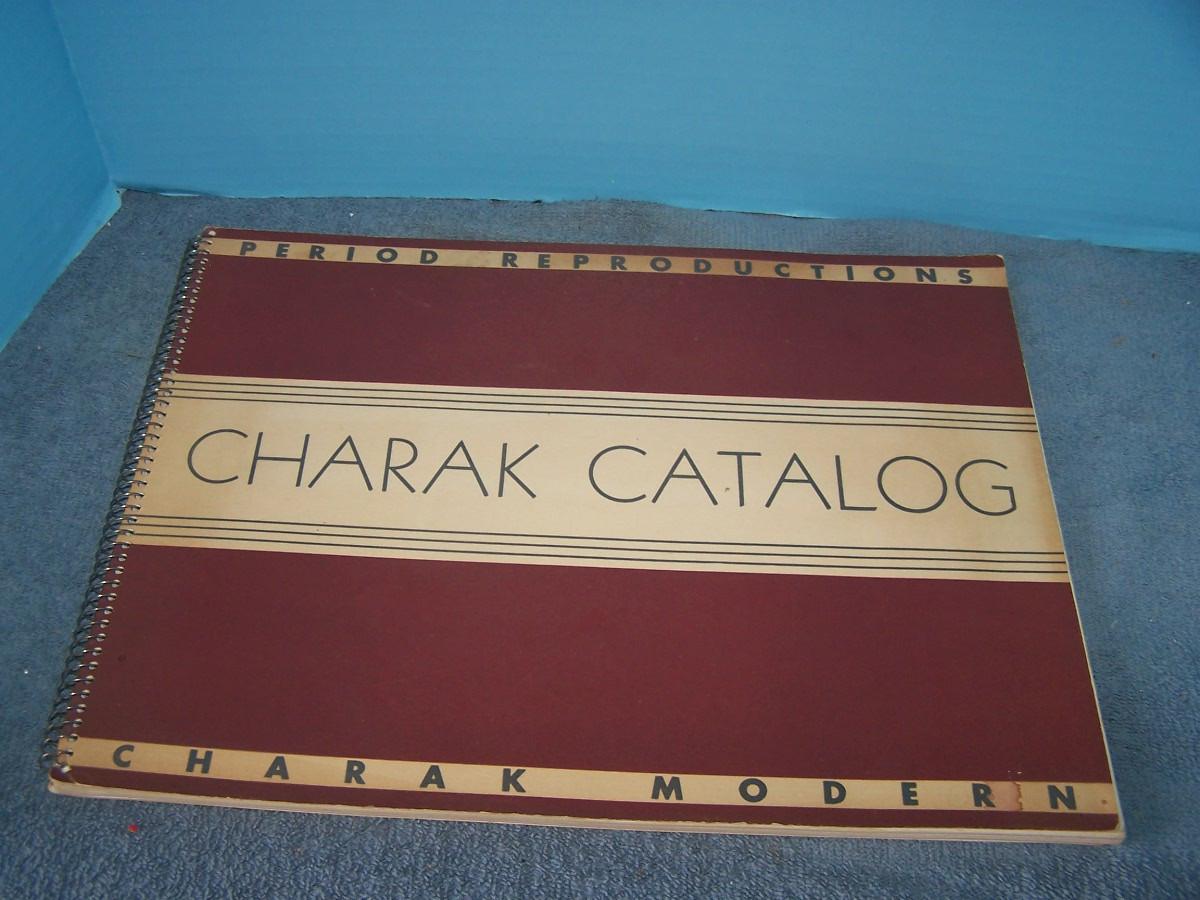 PERIOD REPRODUCTIONS
CHARAK CATALOG
CHARAK MODERN